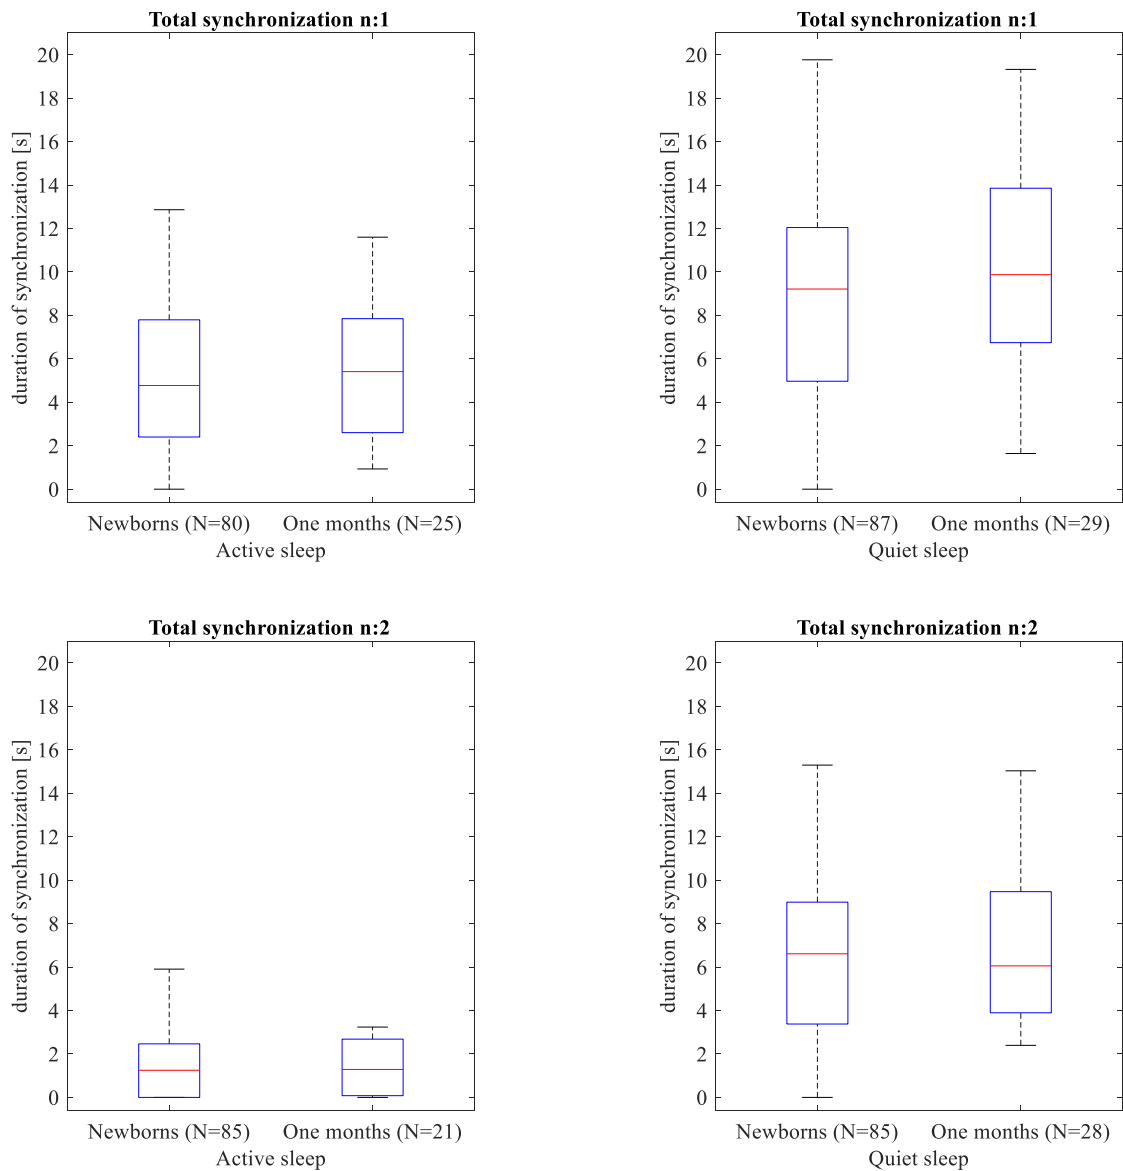 Total synchronization n:1
duration of synchronization [s]
20
18
16
14
12
10
8
6
4
2
0
Newborns (N=80) One months (N=25)
Active sleep
Total synchronization n:1
duration of synchronization [s]
20
18
16
14
12
10
8
6
4
2
0
Newborns (N=87) One months (N=29)
Quiet sleep
Total synchronization n:2
duration of synchronization [s]
20
18
16
14
12
10
8
6
4
2
0
Newborns (N=85) One months (N=21)
Active sleep
Total synchronization n:2
duration of synchronization [s]
20
18
16
14
12
10
8
6
4
2
0
Newborns (N=85) One months (N=28)
Quiet sleep